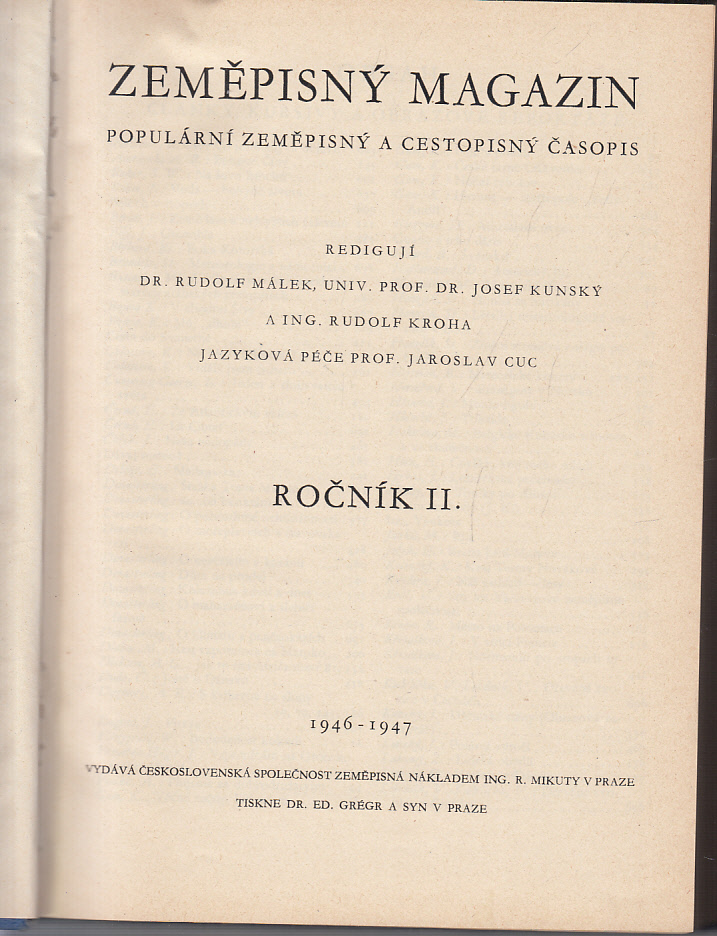 ZEMĚPISNÝ MAGAZIN
POPULÁRNÍ ZEMĚPISNÝ A CESTOPISNÝ ČASOPIS
REDIGUJÍ
DR. RUDOLF MÁLEK, UNIV. PROF. DR. JOSEF KUNSKÝ
A ING. RUDOLF KROHA
JAZYKOVÁ PÉČE PROF. JAROSLAV CUC
ROČNÍK II.
1946-1947
VYDÁVÁ ČESKOSLOVENSKÁ SPOLEČNOST ZEMĚPISNÁ NÁKLADEM ING. R. MIKUTY V PRAZE
TISKNE DR. ED. GRÉGR A SYN V PRAZE